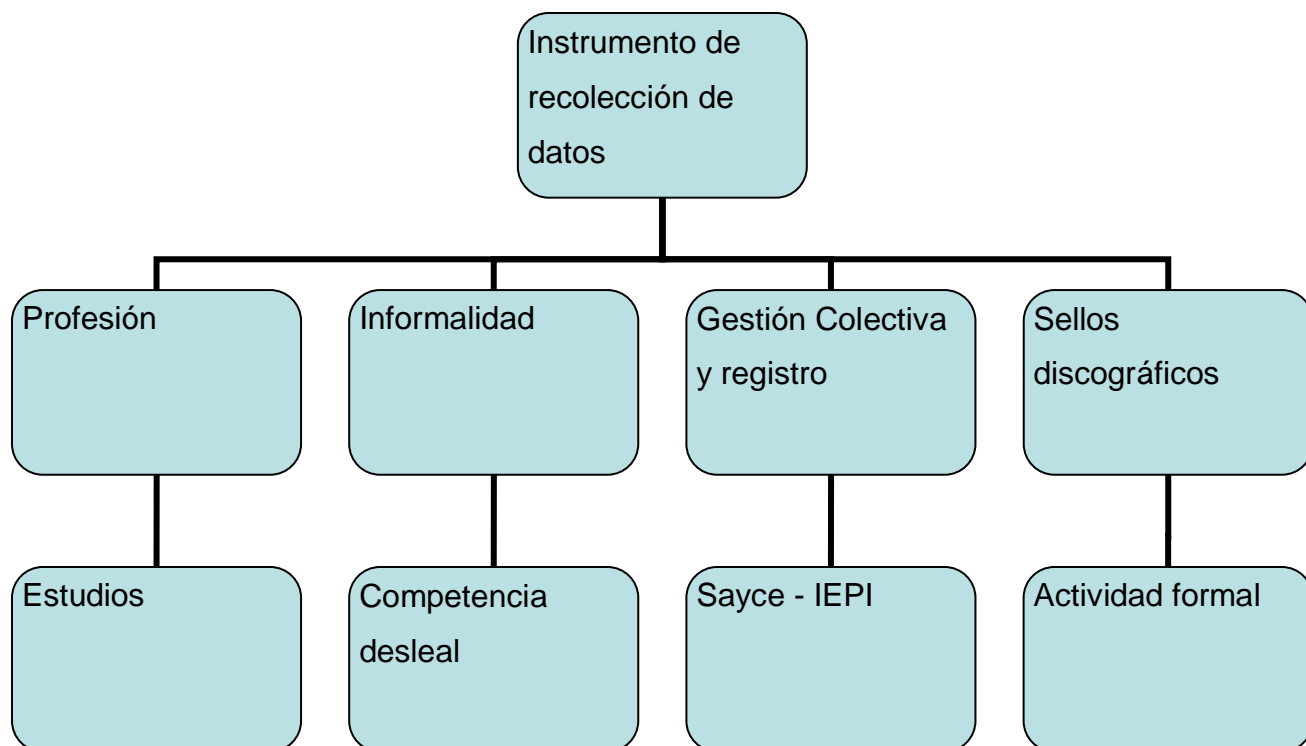 Instrumento de
recolección de
datos
Profesión
Informalidad
Gestión Colectiva
y registro
Sellos
discográficos
Estudios
Competencia
desleal
Sayce - IEPI
Actividad formal